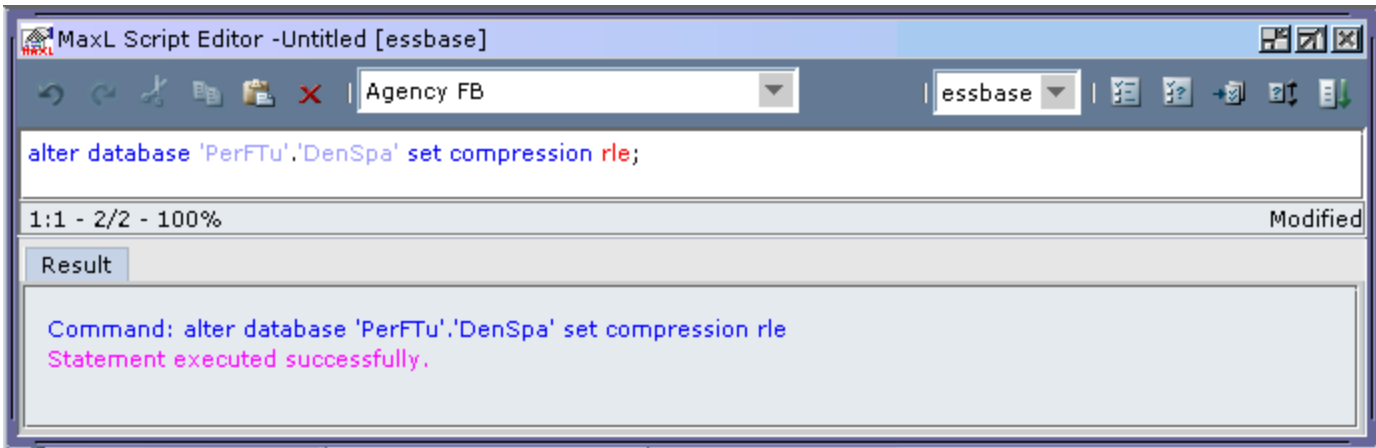 MaxL Script Editor -Untitled [essbase]
Agency FB essbase
alter database 'PerFTu'.'DenSpa' set compression rle;
1:1 - 2/2 - 100% Modified
Result
Command: alter database 'PerFTu'.'DenSpa' set compression rle
Statement executed successfully.